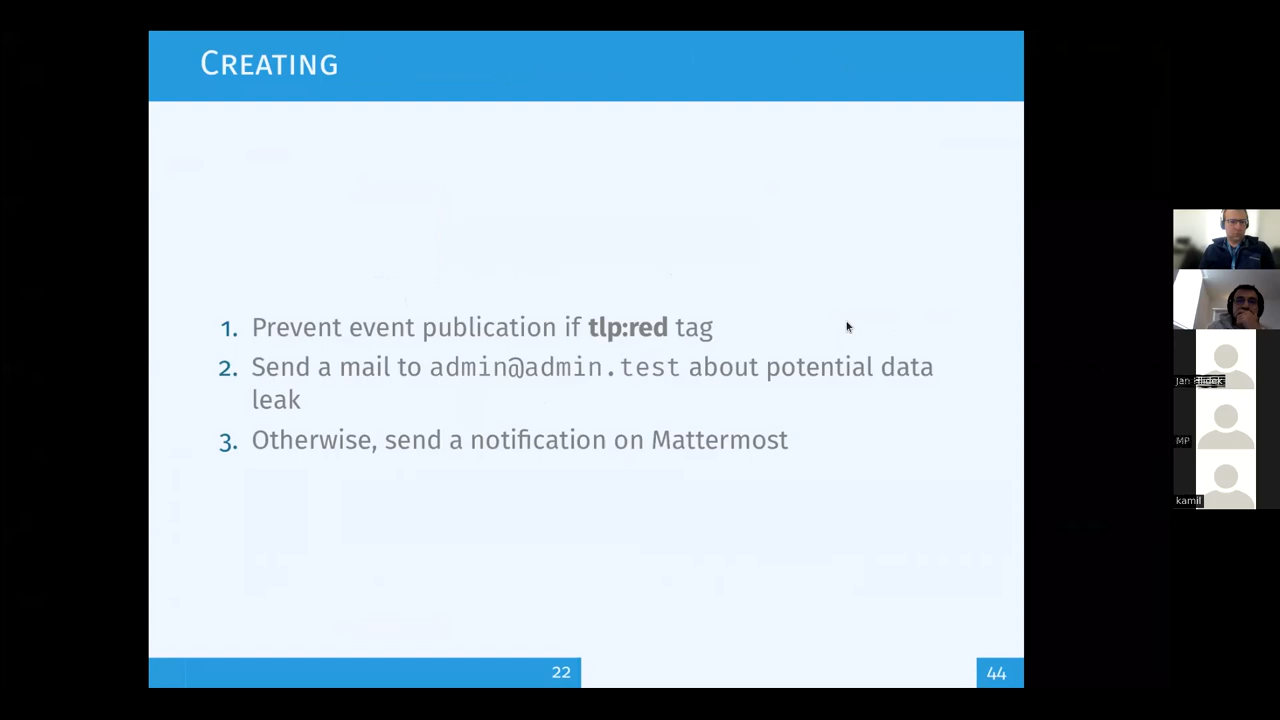 CREATING
1. Prevent event publication if tlp:red tag
2. Send a mail to admin@admin.test about potential data
leak
3. Otherwise, send a notification on Mattermost
22
44
Jan
MP
kamil